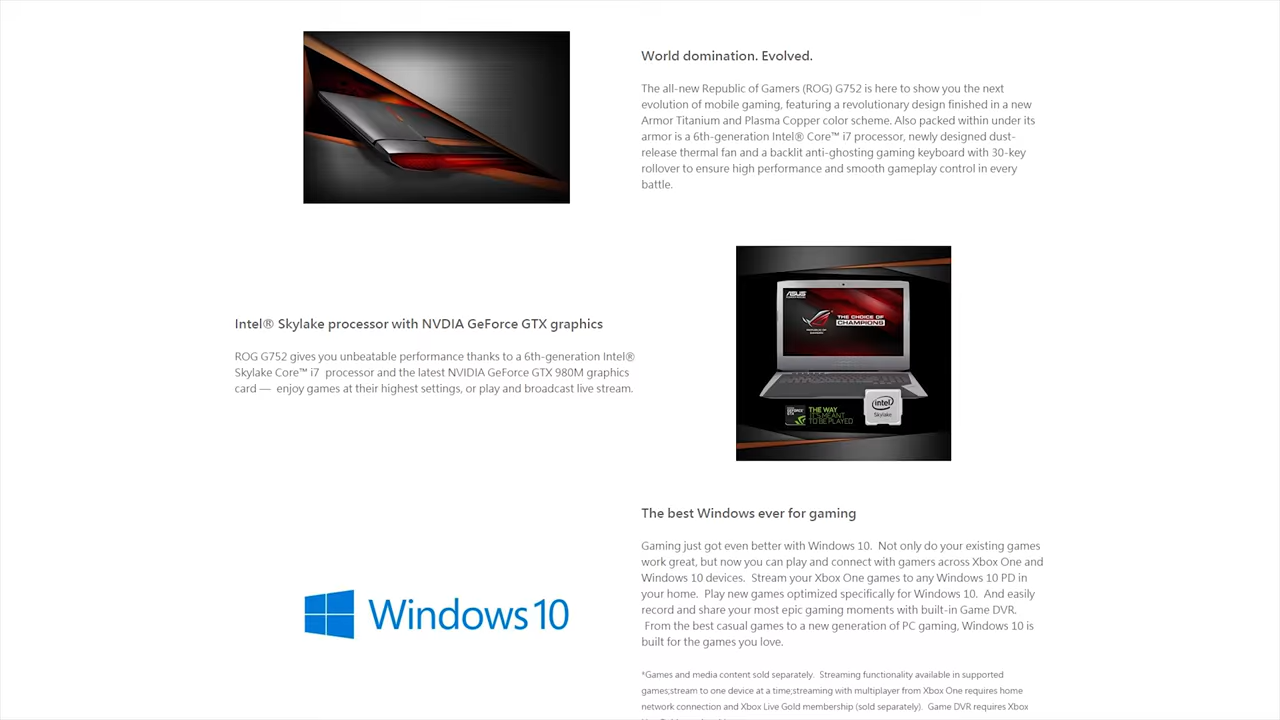 World domination. Evolved.
The all-new Republic of Gamers (ROG) G752 is here to show you the next
evolution of mobile gaming, featuring a revolutionary design finished in a new
Armor Titanium and Plasma Copper color scheme. Also packed within under its
armor is a 6th-generation Intel® Core™ i7 processor, newly designed dust-
release thermal fan and a backlit anti-ghosting gaming keyboard with 30-key
rollover to ensure high performance and smooth gameplay control in every
battle.
Intel® Skylake processor with NVDIA GeForce GTX graphics
ROG G752 gives you unbeatable performance thanks to a 6th-generation Intel®
Skylake Core™ i7  processor and the latest NVIDIA GeForce GTX 980M graphics
card —  enjoy games at their highest settings, or play and broadcast live stream.
ASUS
THE CHOICE OF
CHAMPIONS
THE WAY
IT'S MEANT
TO BE PLAYED
intel
Skylake
The best Windows ever for gaming
Gaming just got even better with Windows 10.  Not only do your existing games
work great, but now you can play and connect with gamers across Xbox One and
Windows 10 devices.  Stream your Xbox One games to any Windows 10 PD in
your home.  Play new games optimized specifically for Windows 10.  And easily
record and share your most epic gaming moments with built-in Game DVR.
From the best casual games to a new generation of PC gaming, Windows 10 is
built for the games you love.
Windows 10
*Games and media content sold separately.  Streaming functionality available in supported
games;stream to one device at a time;streaming with multiplayer from Xbox One requires home
network connection and Xbox Live Gold membership (sold separately).  Game DVR requires Xbox